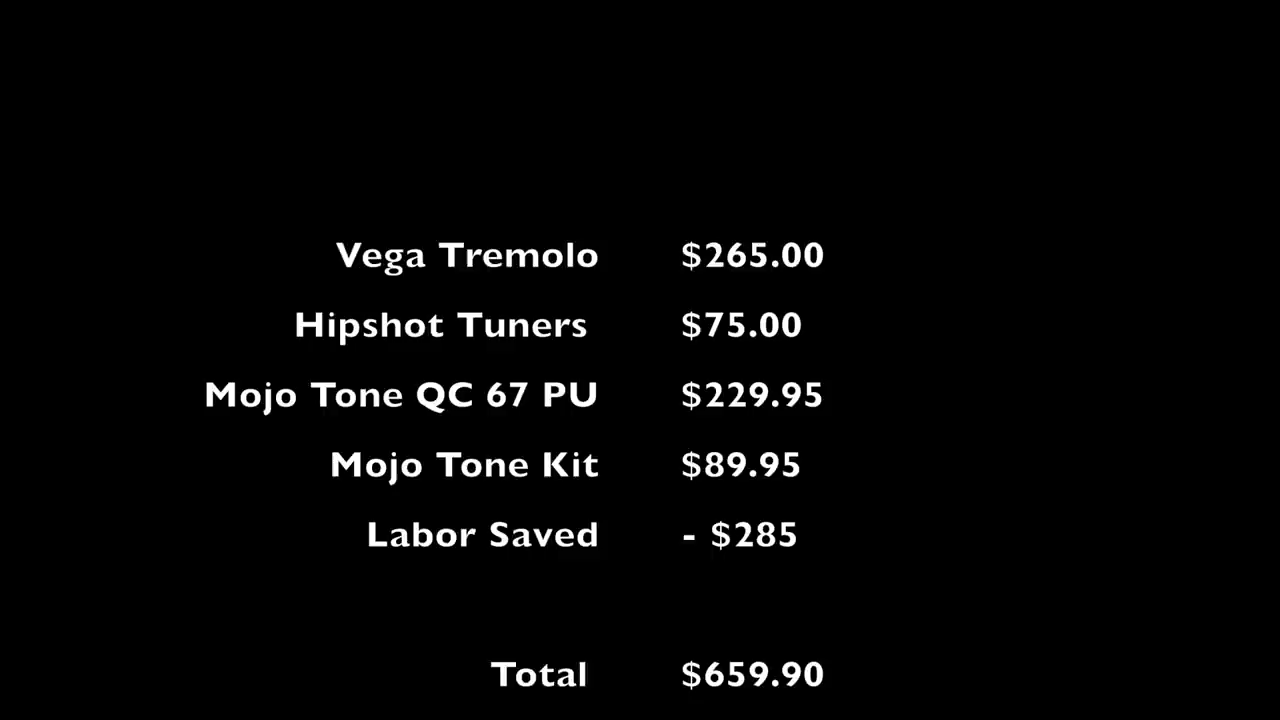 Vega Tremolo $265.00
Hipshot Tuners $75.00
Mojo Tone QC 67 PU $229.95
Mojo Tone Kit $89.95
Labor Saved - $285
Total $659.90